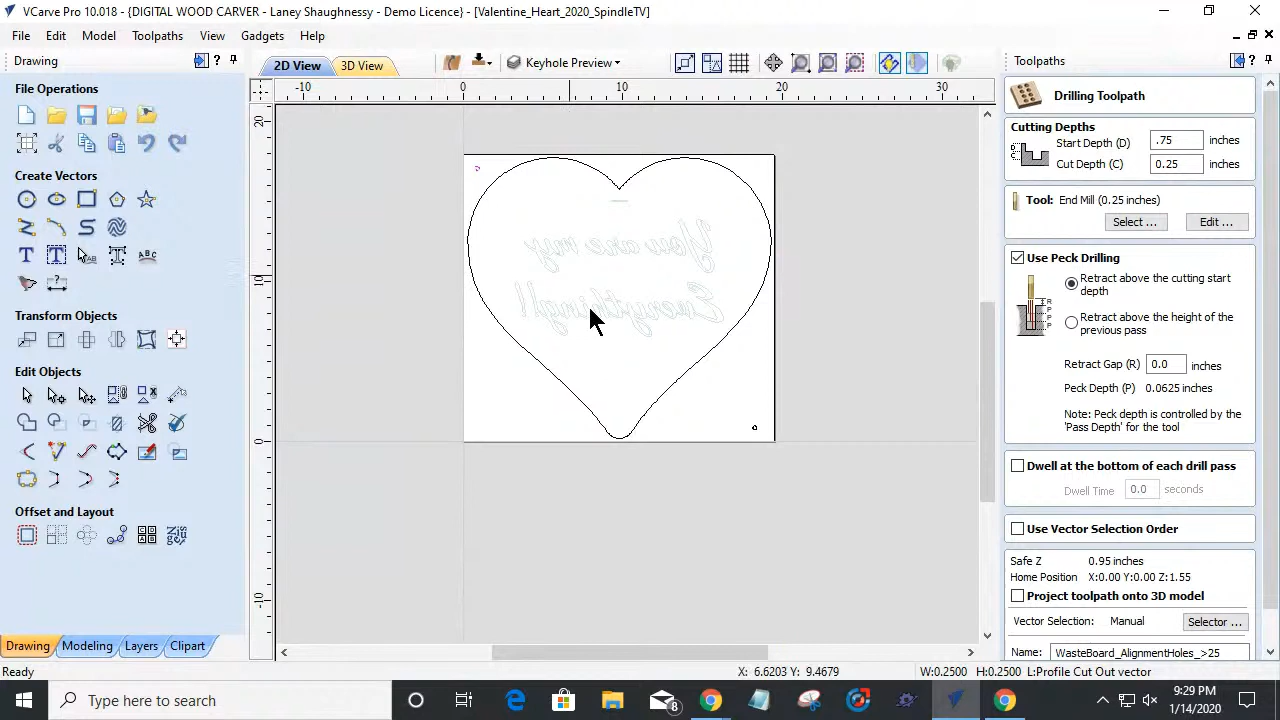 VCarve Pro 10.018 - {DIGITAL WOOD CARVER - Laney Shaughnessy - Demo Licence} - [Valentine_Heart_2020_SpindleTV]
File Edit Model Toolpaths View Gadgets Help
Drawing
File Operations
Create Vectors
Transform Objects
Edit Objects
Offset and Layout
Drawing Modeling Layers Clipart
2D View 3D View
Keyhole Preview
-10 0 10 20 30
20
10
0
-10
You are my
Everything!!
Toolpaths
Drilling Toolpath
Cutting Depths
Start Depth (D) .75 inches
Cut Depth (C) 0.25 inches
Tool: End Mill (0.25 inches)
Select ... Edit ...
Use Peck Drilling
Retract above the cutting start
depth
Retract above the height of the
previous pass
R
P
P
P
Retract Gap (R) 0.0 inches
Peck Depth (P) 0.0625 inches
Note: Peck depth is controlled by the
'Pass Depth' for the tool
Dwell at the bottom of each drill pass
Dwell Time 0.0 seconds
Use Vector Selection Order
Safe Z 0.95 inches
Home Position X:0.00 Y:0.00 Z:1.55
Project toolpath onto 3D model
Vector Selection: Manual Selector ...
Name: WasteBoard_AlignmentHoles_>25
Ready
X: 6.6203 Y: 9.4679 W:0.2500 H:0.2500 L:Profile Cut Out vector
Type here to search
8
9:29 PM
1/14/2020